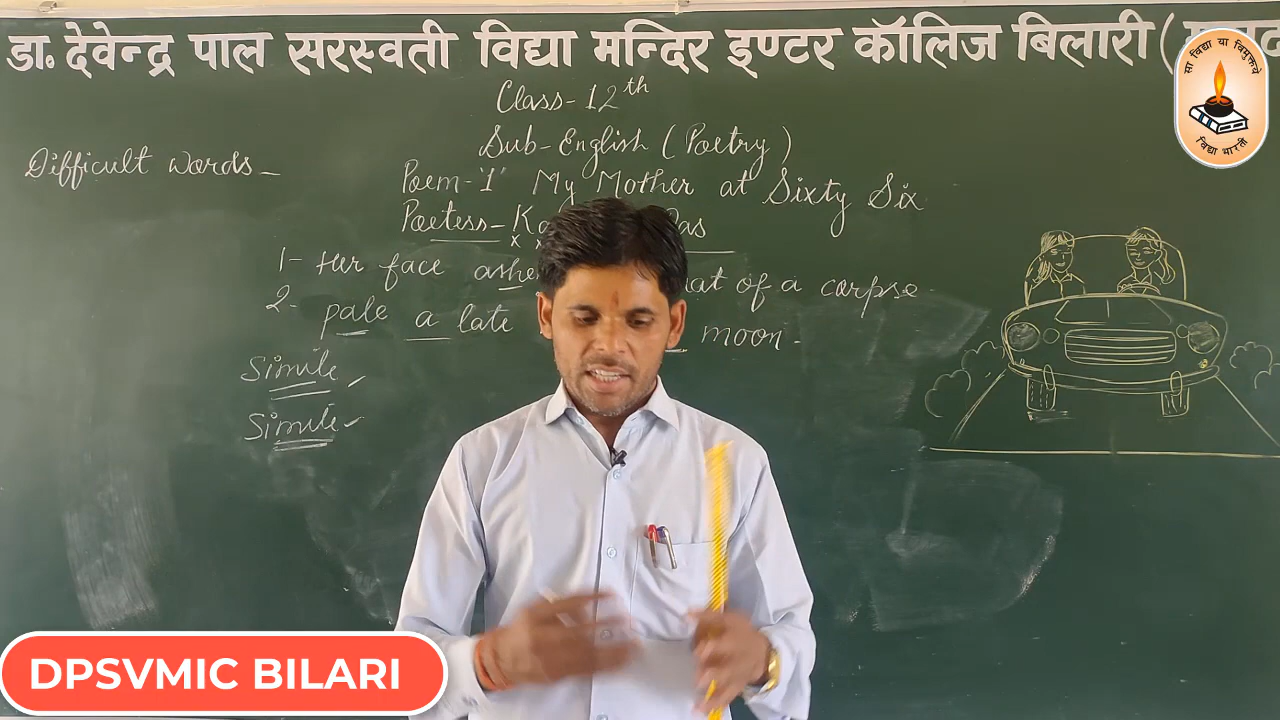 डा. देवेन्द्र पाल सरस्वती विद्या मन्दिर इण्टर कॉलिज बिलारी (
सा विद्या या विमुक्तये
विद्या भारती
Class-12th
Sub-English (Poetry)
Difficult words-
Poem-'1' My Mother at Sixty Six
Poetess-
1- Her face of a corpse
2- pale a late moon.
Simile
Simile
DPSVMIC BILARI